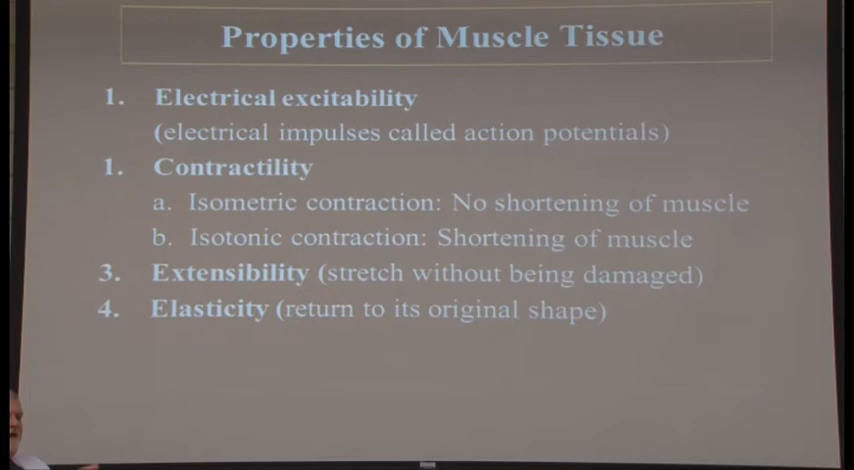 Properties of Muscle Tissue
1. Electrical excitability
(electrical impulses called action potentials)
1. Contractility
a. Isometric contraction: No shortening of muscle
b. Isotonic contraction: Shortening of muscle
3. Extensibility (stretch without being damaged)
4. Elasticity (return to its original shape)